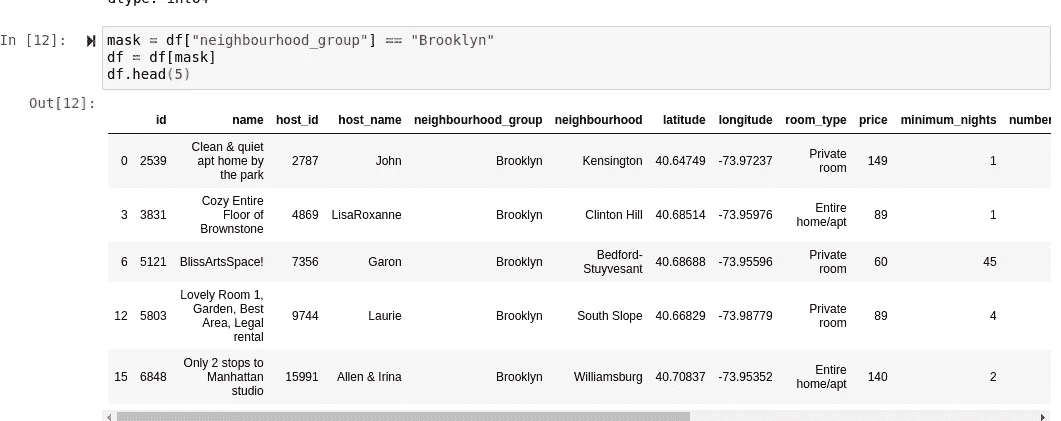 dtype: int64
In [12]:
mask = df["neighbourhood_group"] == "Brooklyn"
df = df[mask]
df.head(5)
Out[12]:
id name host_id host_name neighbourhood_group neighbourhood latitude longitude room_type price minimum_nights number
0 2539 Clean & quiet apt home by the park 2787 John Brooklyn Kensington 40.64749 -73.97237 Private room 149 1
3 3831 Cozy Entire Floor of Brownstone 4869 LisaRoxanne Brooklyn Clinton Hill 40.68514 -73.95976 Entire home/apt 89 1
6 5121 BlissArtsSpace! 7356 Garon Brooklyn Bedford-Stuyvesant 40.68688 -73.95596 Private room 60 45
12 5803 Lovely Room 1, Garden, Best Area, Legal rental 9744 Laurie Brooklyn South Slope 40.66829 -73.98779 Private room 89 4
15 6848 Only 2 stops to Manhattan studio 15991 Allen & Irina Brooklyn Williamsburg 40.70837 -73.95352 Entire home/apt 140 2